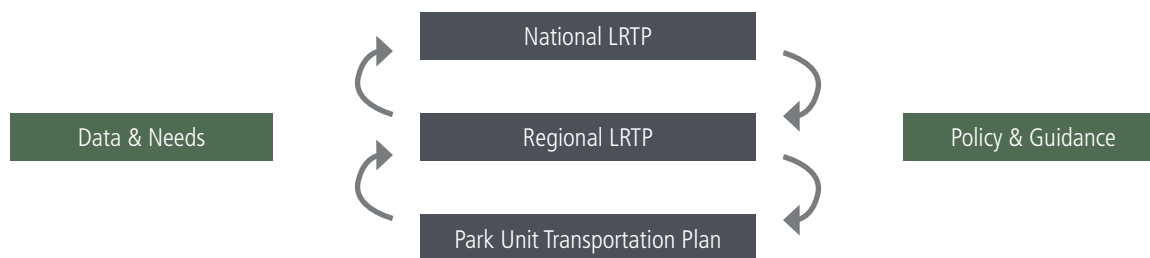 National LRTP
Data & Needs
Regional LRTP
Policy & Guidance
Park Unit Transportation Plan